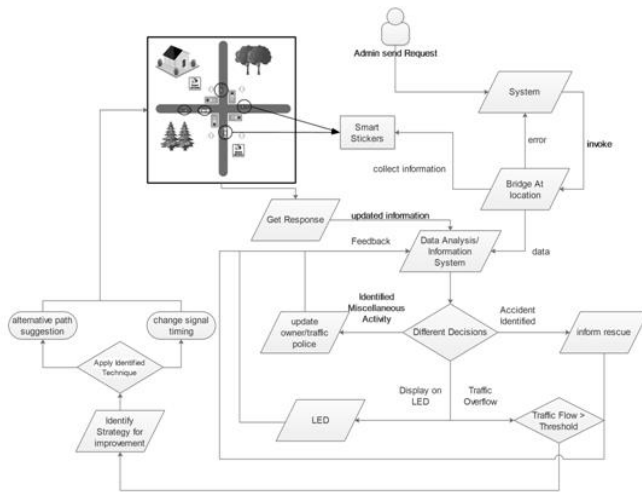 Admin send Request
System
Smart
Stickers
error
invoke
collect information
Bridge At
location
Get Response
updated information
Feedback
Data Analysis/
Information
System
data
Identified
Miscellaneous
Activity
Accident
Identified
alternative path
suggestion
change signal
timing
update
owner/traffic
police
Different Decisions
inform rescue
Apply Identified
Technique
Display on
LED
Traffic
Overflow
Identify
Strategy for
improvement
LED
Traffic Flow >
Threshold